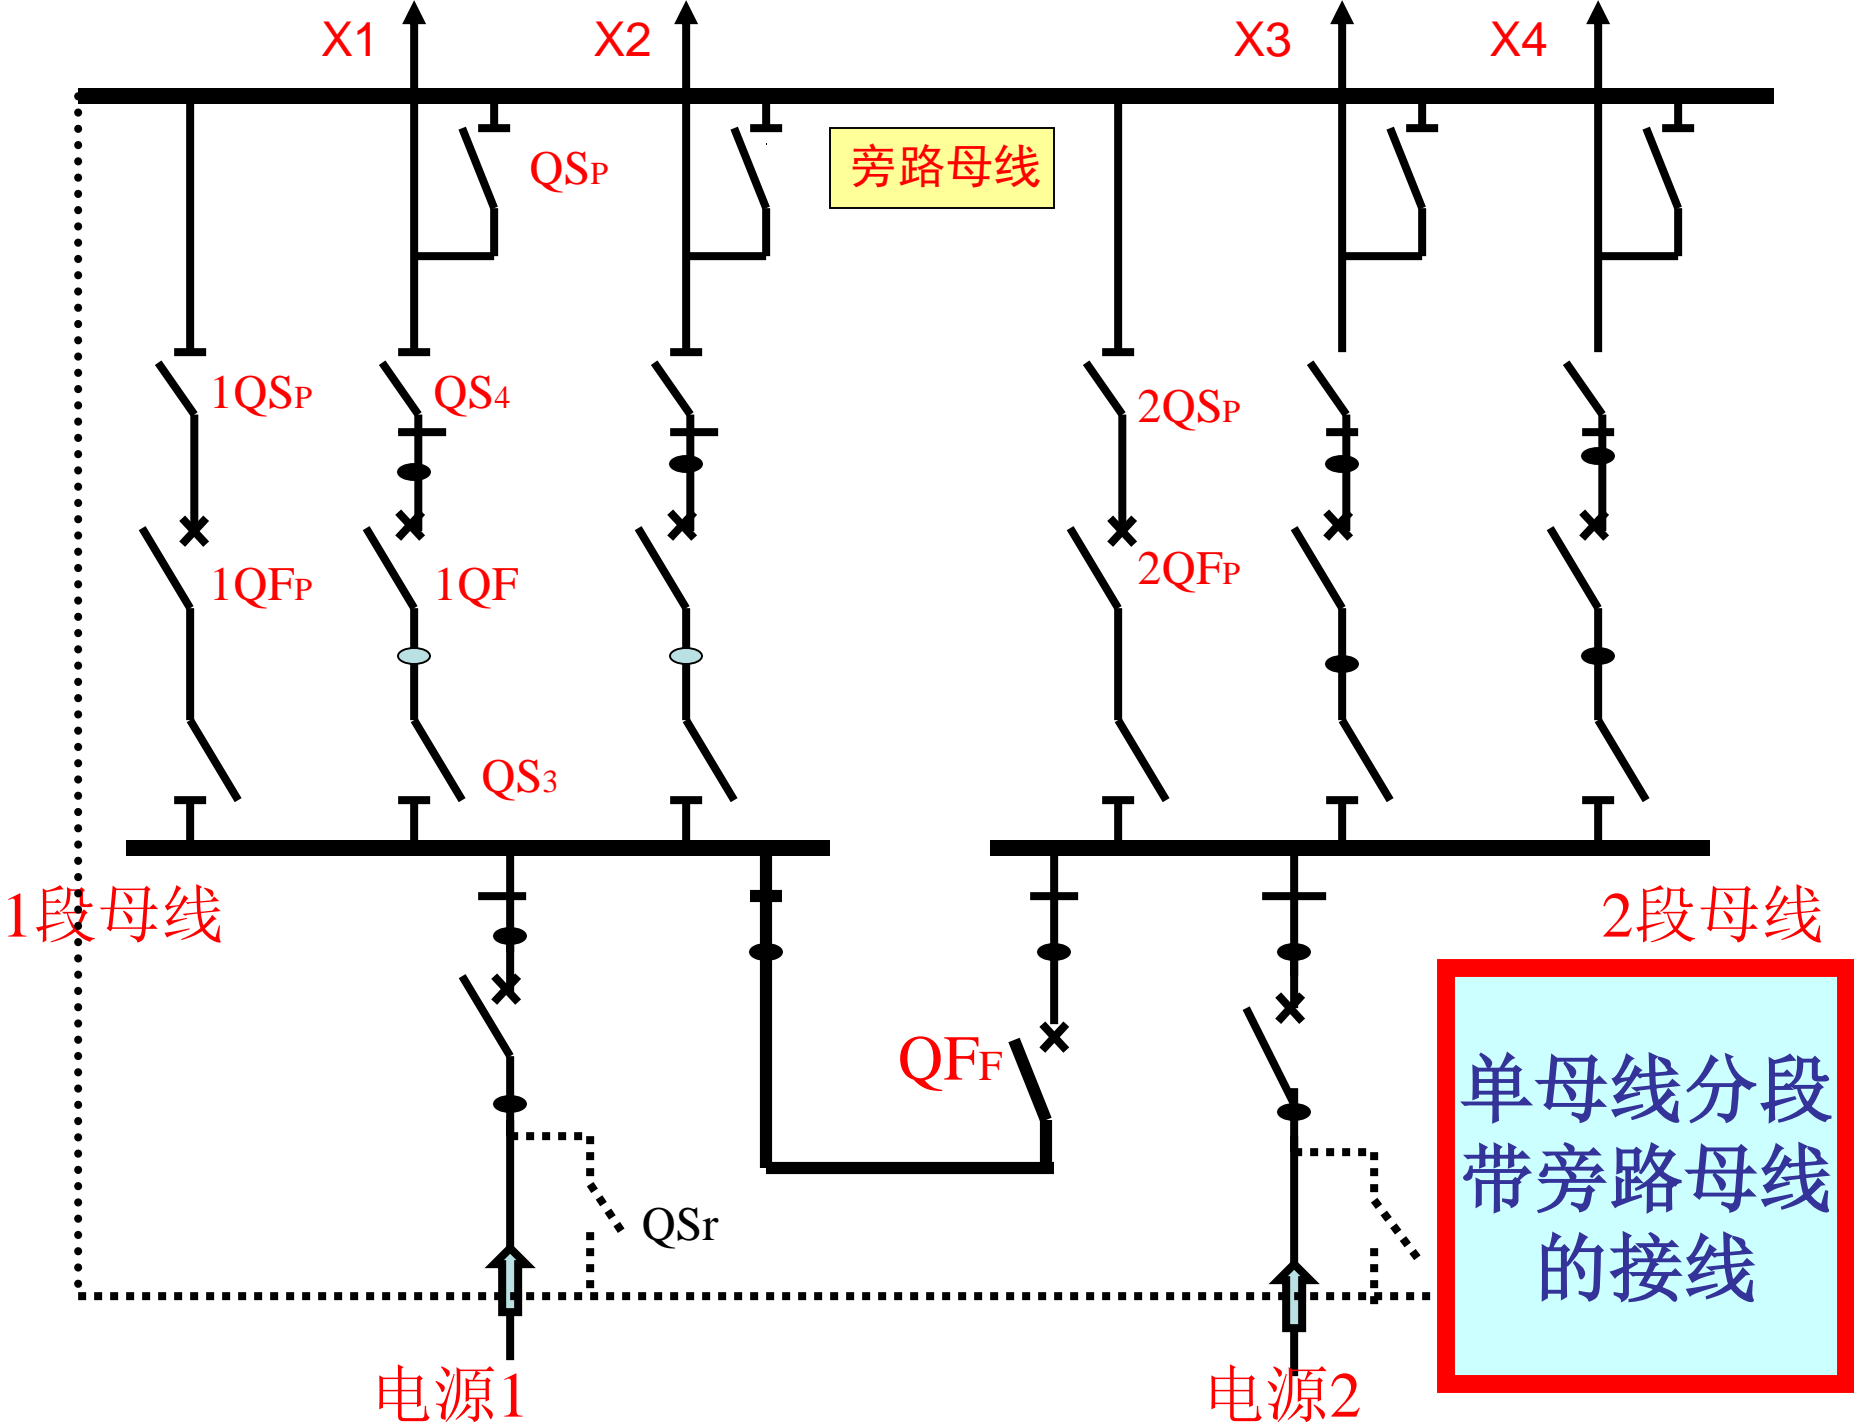 X1
X2
X3
X4
QSP
旁路母线
1QSP
QS4
2QSP
1QFP
1QF
2QFP
QS3
1段母线
2段母线
QFF
单母线分段
带旁路母线
的接线
QSr
电源1
电源2